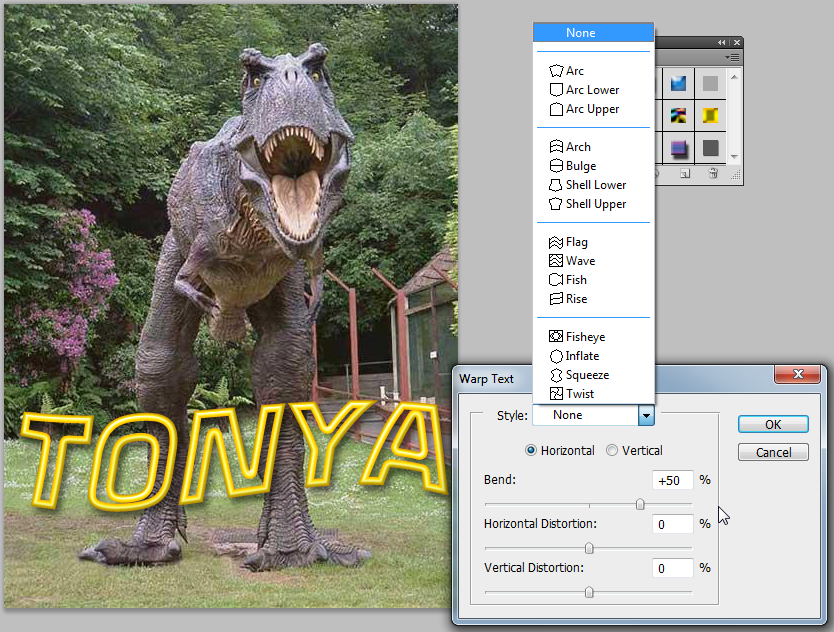 None
Arc
Arc Lower
Arc Upper
Arch
Bulge
Shell Lower
Shell Upper
Flag
Wave
Fish
Rise
Fisheye
Inflate
Squeeze
Twist
TONYA
Warp Text
Style: None
OK
Horizontal Vertical
Cancel
Bend: +50 %
Horizontal Distortion: 0 %
Vertical Distortion: 0 %